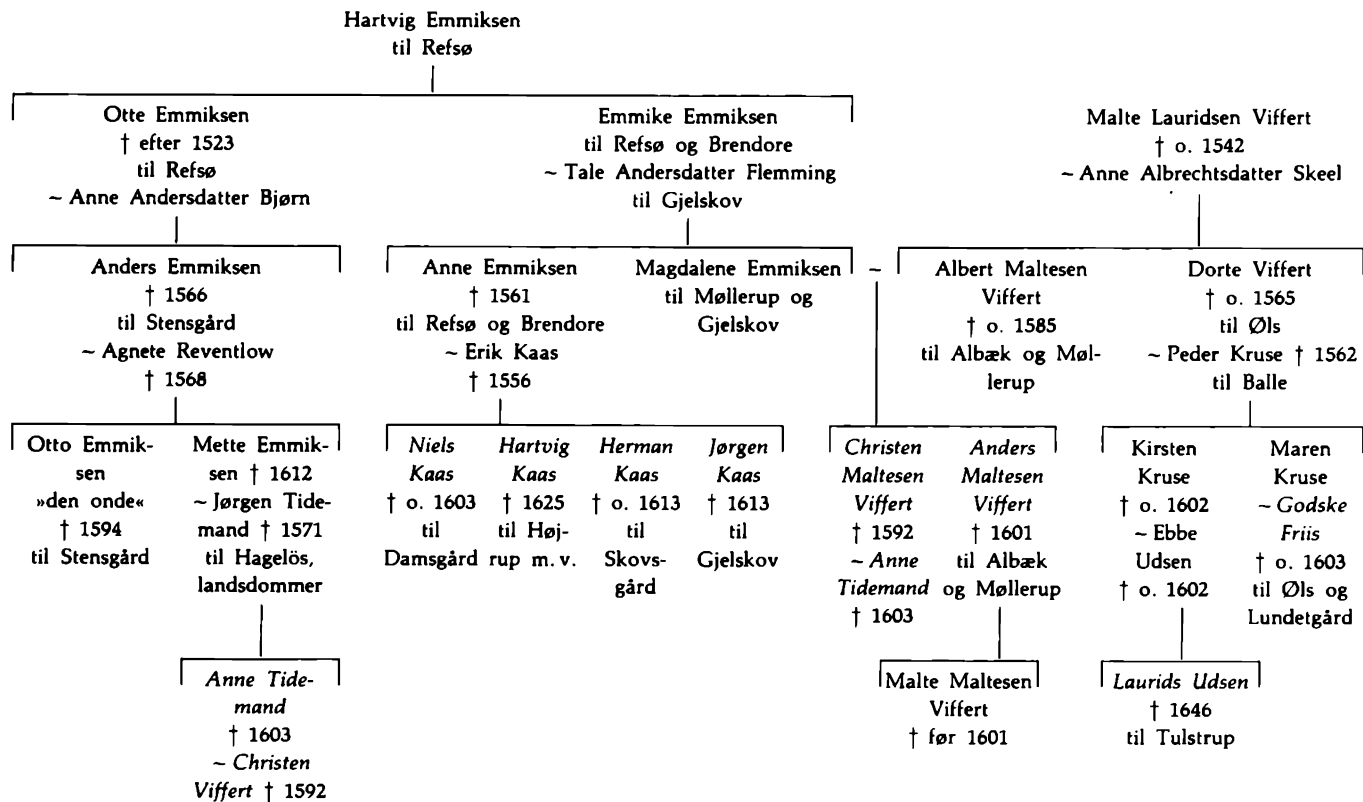 Hartvig Emmiksen
til Refsø
Otte Emmiksen
† efter 1523
til Refsø
~ Anne Andersdatter Bjørn
Emmike Emmiksen
til Refsø og Brendore
~ Tale Andersdatter Flemming
til Gjelskov
Malte Lauridsen Viffert
† o. 1542
~ Anne Albrechtsdatter Skeel
Anders Emmiksen
† 1566
til Stensgård
~ Agnete Reventlow
† 1568
Anne Emmiksen
† 1561
til Refsø og Brendore
~ Erik Kaas
† 1556
Magdalene Emmiksen
til Møllerup og
Gjelskov
~
Albert Maltesen
Viffert
† o. 1585
til Albæk og Møl-
lerup
Dorte Viffert
† o. 1565
til Øls
~ Peder Kruse † 1562
til Balle
Otto Emmik-
sen
»den onde«
† 1594
til Stensgård
Mette Emmik-
sen † 1612
~ Jørgen Tide-
mand † 1571
til Hagelös,
landsdommer
Niels
Kaas
† o. 1603
til
Damsgård
Hartvig
Kaas
† 1625
til Høj-
rup m. v.
Herman
Kaas
† o. 1613
til
Skovs-
gård
Jørgen
Kaas
† 1613
til
Gjelskov
Christen
Maltesen
Viffert
† 1592
~ Anne
Tidemand
† 1603
Anders
Maltesen
Viffert
† 1601
til Albæk
og Møllerup
Kirsten
Kruse
† o. 1602
~ Ebbe
Udsen
† o. 1602
Maren
Kruse
~ Godske
Friis
† o. 1603
til Øls og
Lundetgård
Anne Tide-
mand
† 1603
~ Christen
Viffert † 1592
Malte Maltesen
Viffert
† før 1601
Laurids Udsen
† 1646
til Tulstrup